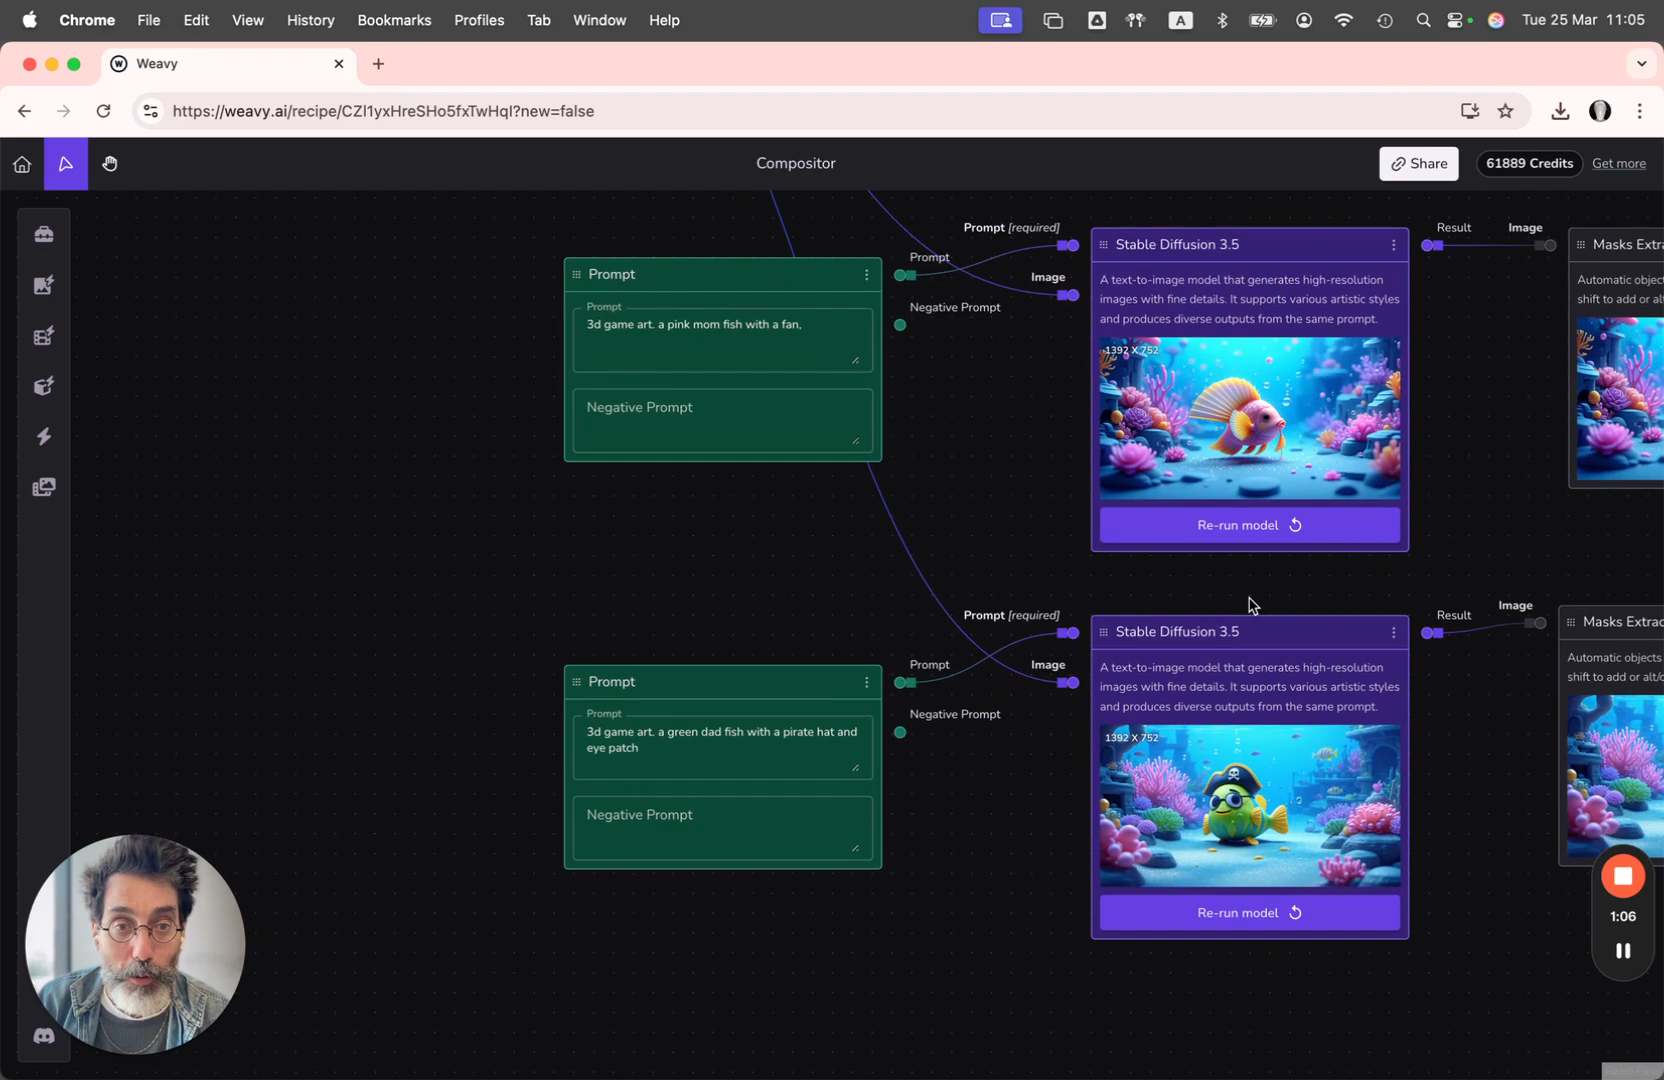 Chrome File Edit View History Bookmarks Profiles Tab Window Help A Tue 25 Mar 11:05
W Weavy
https://weavy.ai/recipe/CZl1yxHreSHo5fxTwHqI?new=false
Compositor
Share
61889 Credits
Get more
Prompt
Prompt
3d game art. a pink mom fish with a fan,
Negative Prompt
Prompt
Negative Prompt
Prompt [required]
Image
Stable Diffusion 3.5
A text-to-image model that generates high-resolution
images with fine details. It supports various artistic styles
and produces diverse outputs from the same prompt.
1392 X 752
Re-run model
Result
Image
Masks Extra
Automatic object
shift to add or al
Prompt
Prompt
3d game art. a green dad fish with a pirate hat and
eye patch
Negative Prompt
Prompt
Negative Prompt
Prompt [required]
Image
Stable Diffusion 3.5
A text-to-image model that generates high-resolution
images with fine details. It supports various artistic styles
and produces diverse outputs from the same prompt.
1392 X 752
Re-run model
Result
Image
Masks Extrac
Automatic objects
shift to add or alt/c
1:06